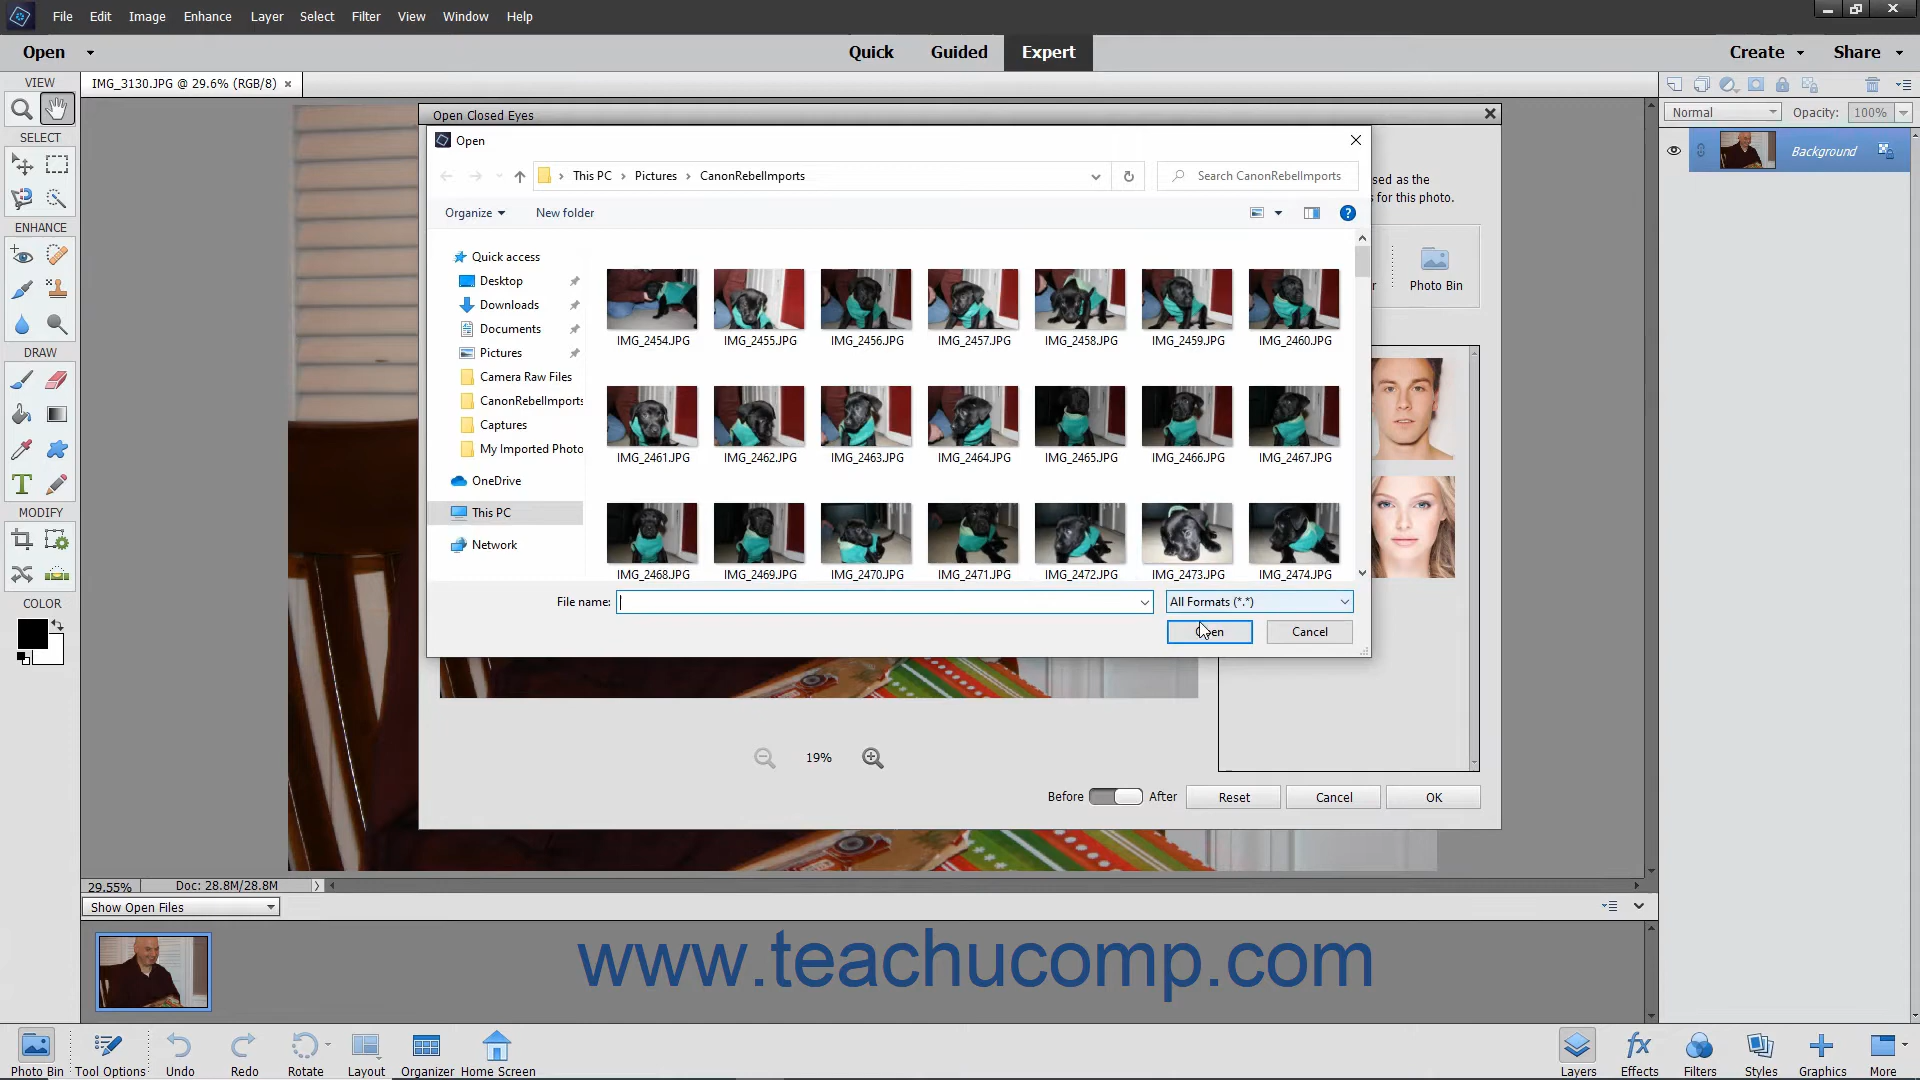 File Edit Image Enhance Layer Select Filter View Window Help
Open Quick Guided Expert Create Share
VIEW
IMG_3130.JPG @ 29.6% (RGB/8)
Normal Opacity: 100%
Background
SELECT
ENHANCE
DRAW
MODIFY
COLOR
Open Closed Eyes
sed as the
s for this photo.
r Photo Bin
Open
This PC Pictures CanonRebelImports Search CanonRebelImports
Organize New folder
Quick access
Desktop
Downloads
Documents
Pictures
Camera Raw Files
CanonRebelImports
Captures
My Imported Photo
OneDrive
This PC
Network
IMG_2454.JPG IMG_2455.JPG IMG_2456.JPG IMG_2457.JPG IMG_2458.JPG IMG_2459.JPG IMG_2460.JPG
IMG_2461.JPG IMG_2462.JPG IMG_2463.JPG IMG_2464.JPG IMG_2465.JPG IMG_2466.JPG IMG_2467.JPG
IMG_2468.JPG IMG_2469.JPG IMG_2470.JPG IMG_2471.JPG IMG_2472.JPG IMG_2473.JPG IMG_2474.JPG
File name: All Formats (*.*)
Open Cancel
19%
Before After Reset Cancel OK
29.55% Doc: 28.8M/28.8M
Show Open Files
www.teachucomp.com
Photo Bin Tool Options Undo Redo Rotate Layout Organizer Home Screen Layers Effects Filters Styles Graphics More